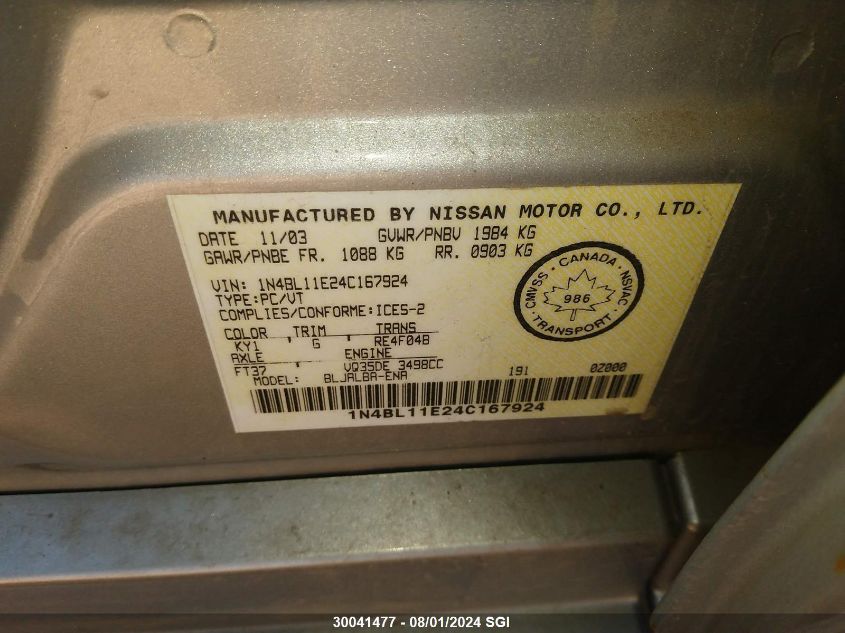 MANUFACTURED BY NISSAN MOTOR CO., LTD.
DATE 11/03 GVWR/PNBV 1984 KG
GAWR/PNBE FR. 1088 KG RR. 0903 KG
VIN: 1N4BL11E24C167924
TYPE:PC/VT
COMPLIES/CONFORME:ICES-2
CANADA
CMVSS
NSVAC
986
TRANSPORT
COLOR TRIM TRANS
KY1 , G , RE4F04B
AXLE ENGINE
FT37 , VQ35DE 3498CC
MODEL: BLJALBA-ENA 191 0Z000
1N4BL11E24C167924
30041477 - 08/01/2024 SGI